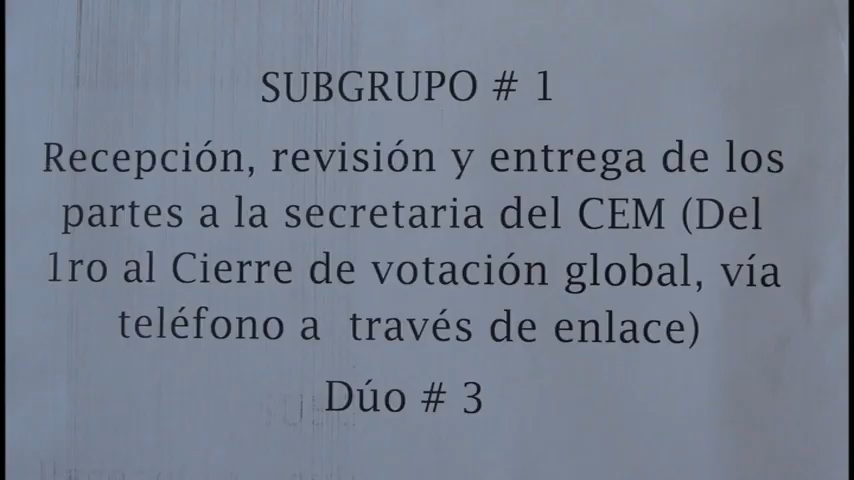 SUBGRUPO # 1
Recepción, revisión y entrega de los
partes a la secretaria del CEM (Del
1ro al Cierre de votación global, vía
teléfono a través de enlace)
Dúo # 3